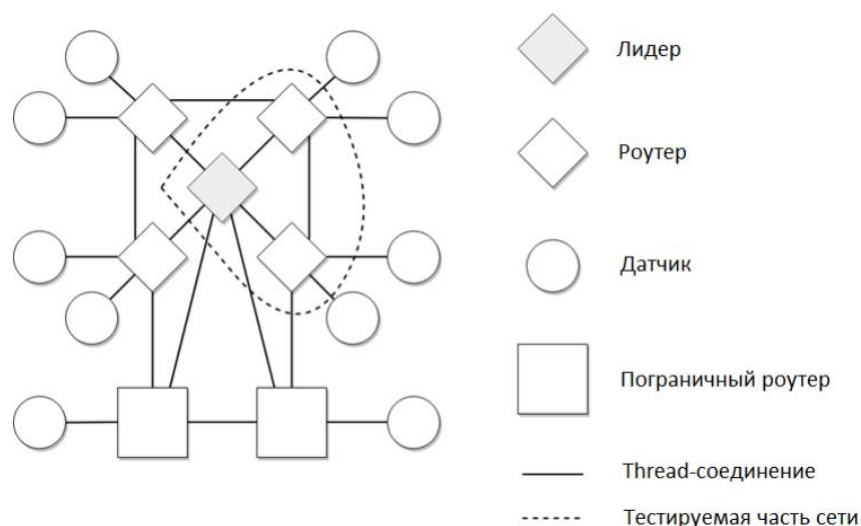 Лидер
Роутер
Датчик
Пограничный роутер
Thread-соединение
Тестируемая часть сети